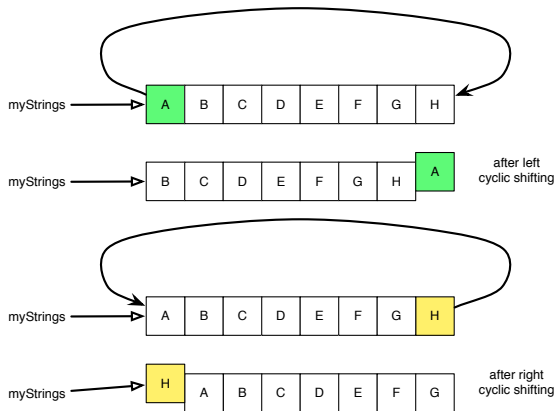 myStrings A B C D E F G H
myStrings B C D E F G H A
after left
cyclic shifting
myStrings A B C D E F G H
myStrings H A B C D E F G
after right
cyclic shifting